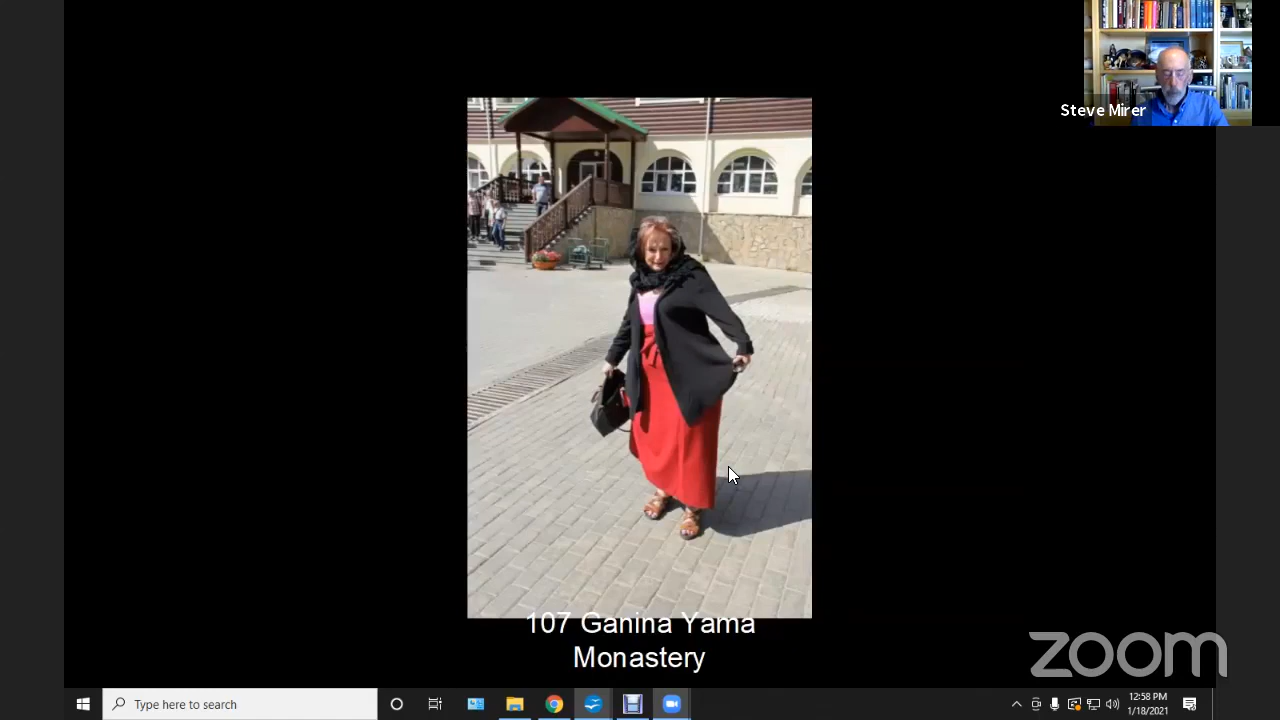 Steve Mirer
107 Ganina Yama
Monastery
zoom
Type here to search
12:58 PM
1/18/2021